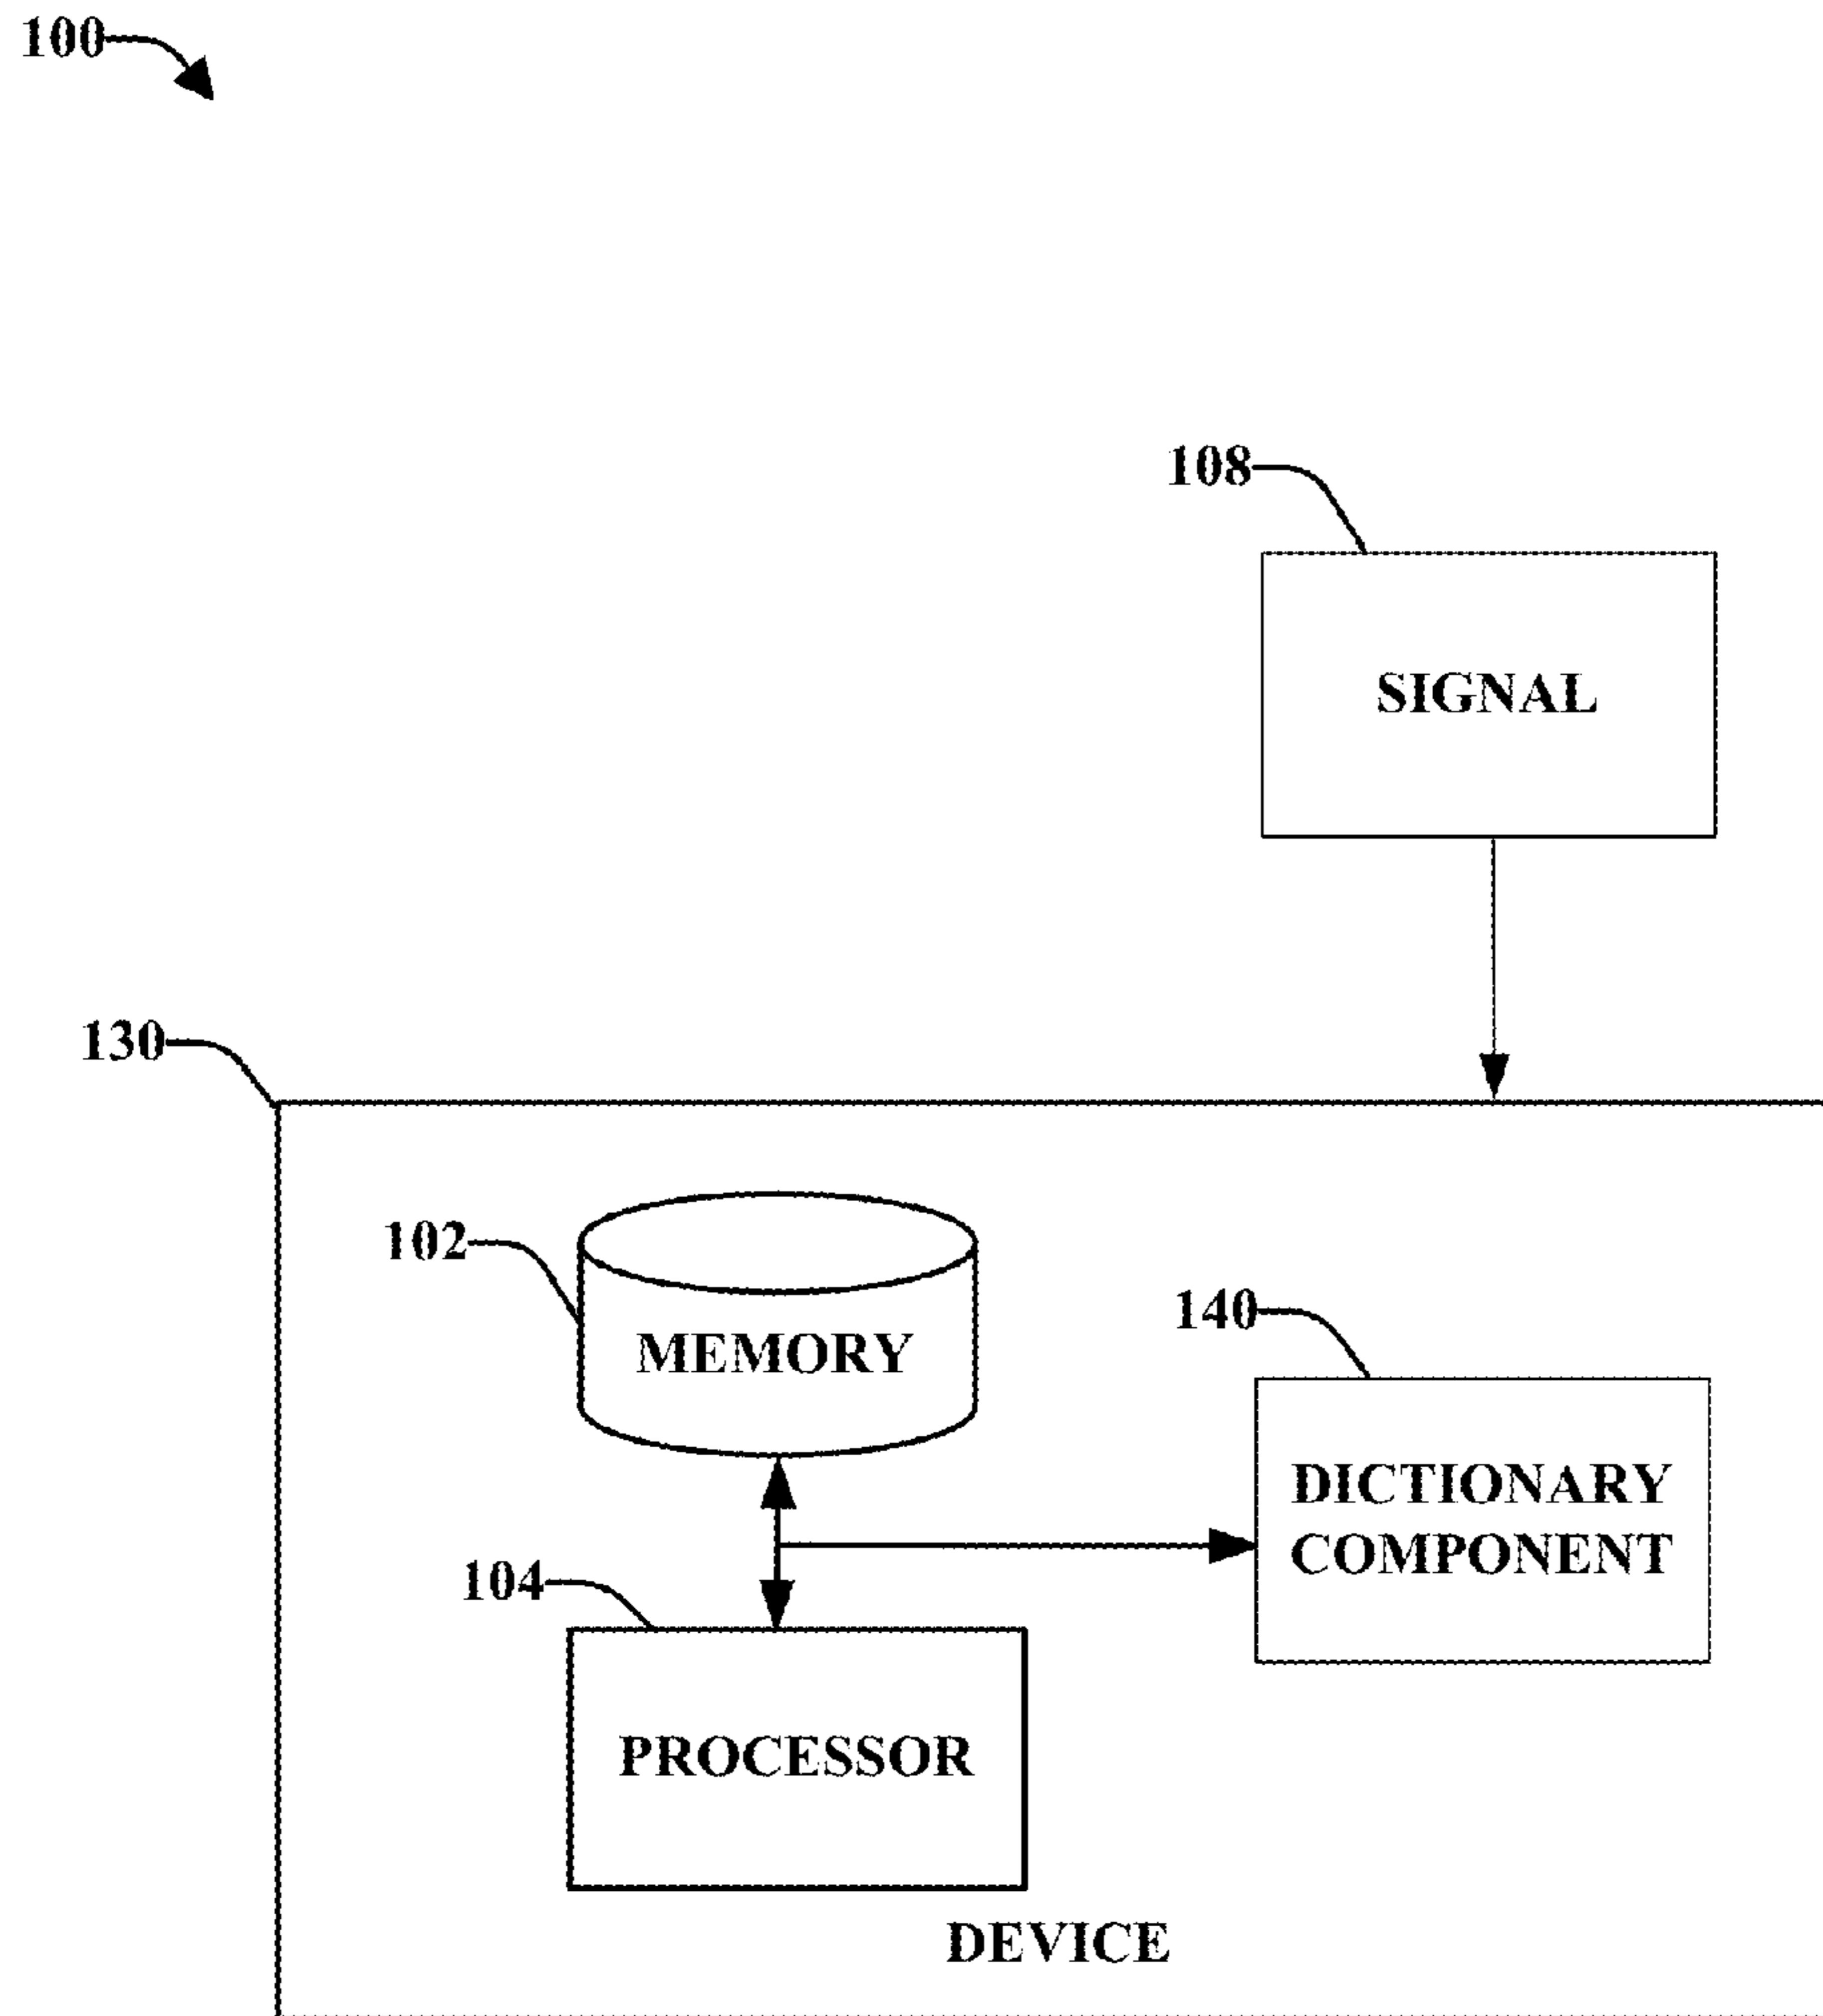 100
108
SIGNAL
130
102
MEMORY
140
DICTIONARY
COMPONENT
104
PROCESSOR
DEVICE